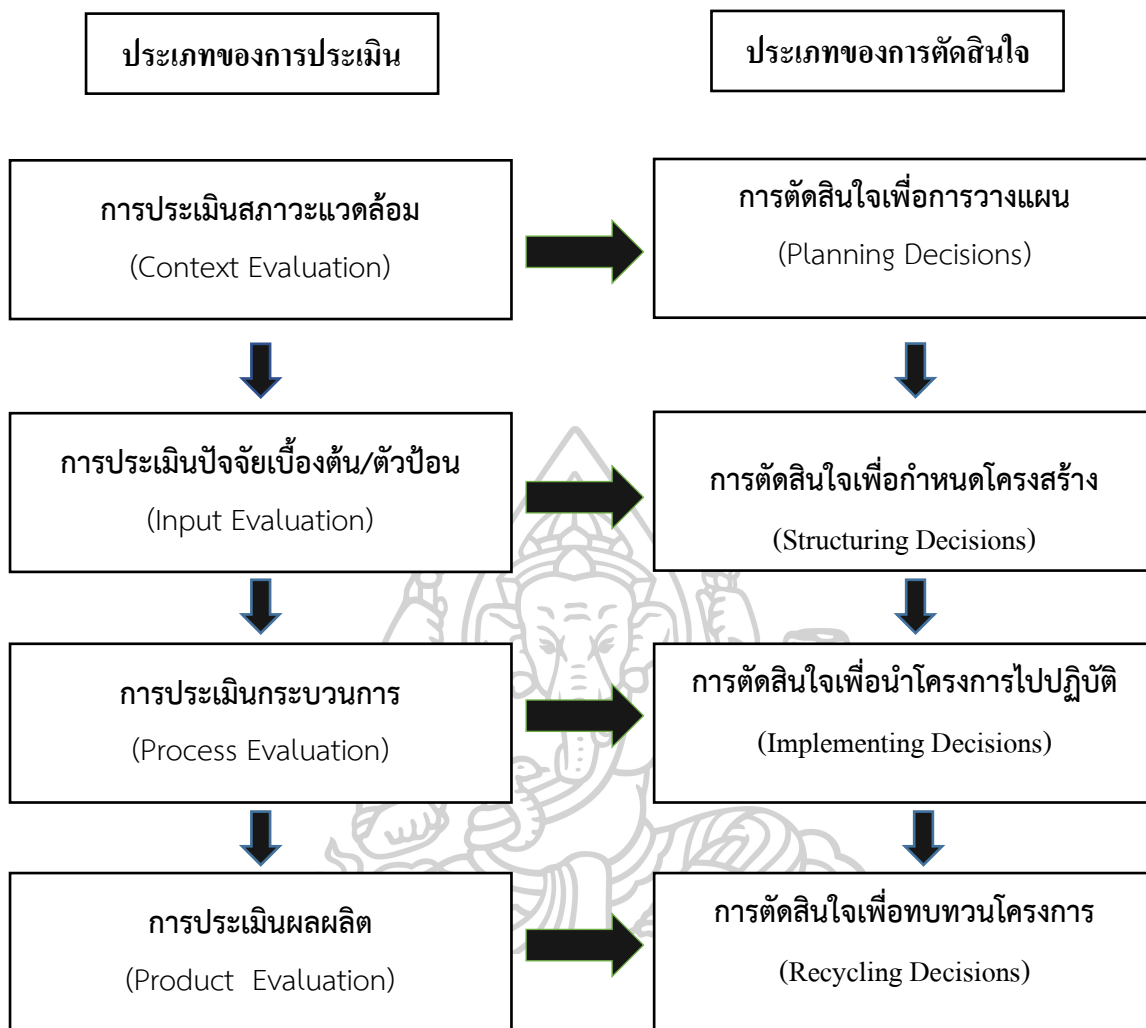 ประเภทของการประเมิน
ประเภทของการตัดสินใจ
การประเมินสภาวะแวดล้อม
(Context Evaluation)
การตัดสินใจเพื่อการวางแผน
(Planning Decisions)
การประเมินปัจจัยเบื้องต้น/ตัวป้อน
(Input Evaluation)
การตัดสินใจเพื่อกำหนดโครงสร้าง
(Structuring Decisions)
การประเมินกระบวนการ
(Process Evaluation)
การตัดสินใจเพื่อนำโครงการไปปฏิบัติ
(Implementing Decisions)
การประเมินผลผลิต
(Product Evaluation)
การตัดสินใจเพื่อทบทวนโครงการ
(Recycling Decisions)